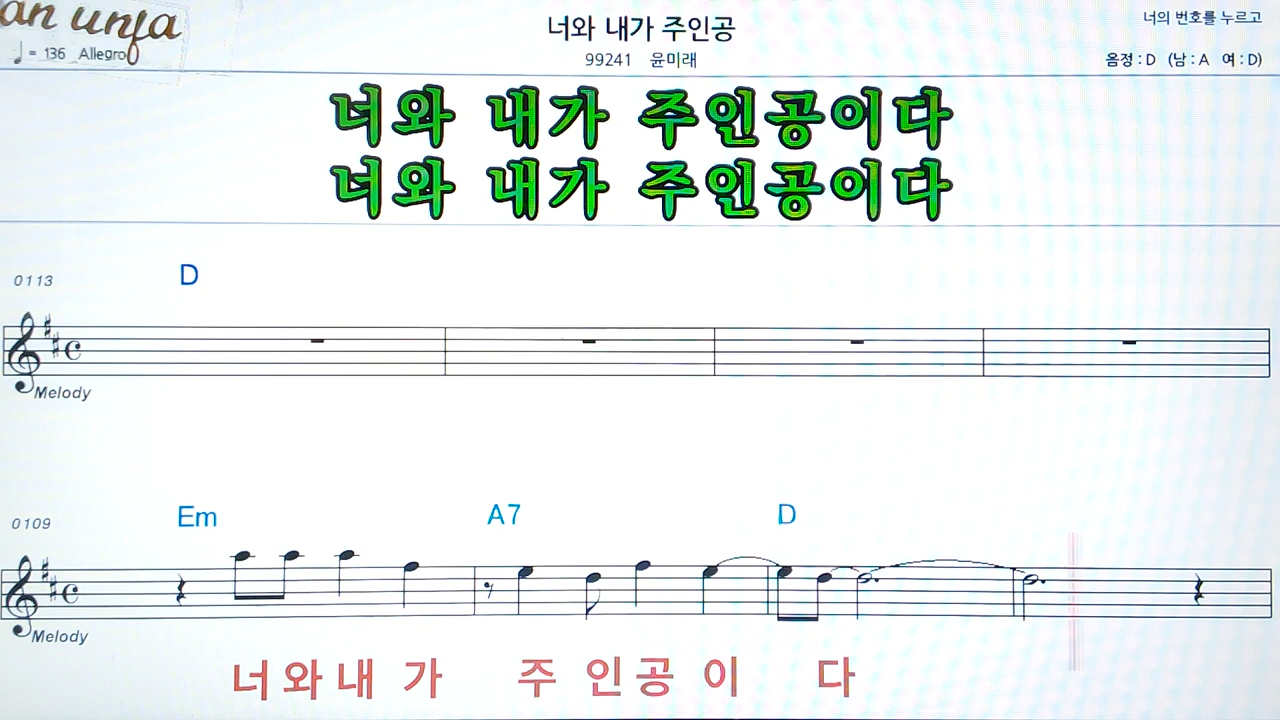 너와 내가 주인공
너의 번호를 누르고
♩= 136 Allegro
99241 윤미래
음정 : D (남 : A 여 : D)
너와 내가 주인공이다
너와 내가 주인공이다
0113 D
Melody
0109 Em A7 D
Melody
너와내 가 주 인공 이 다